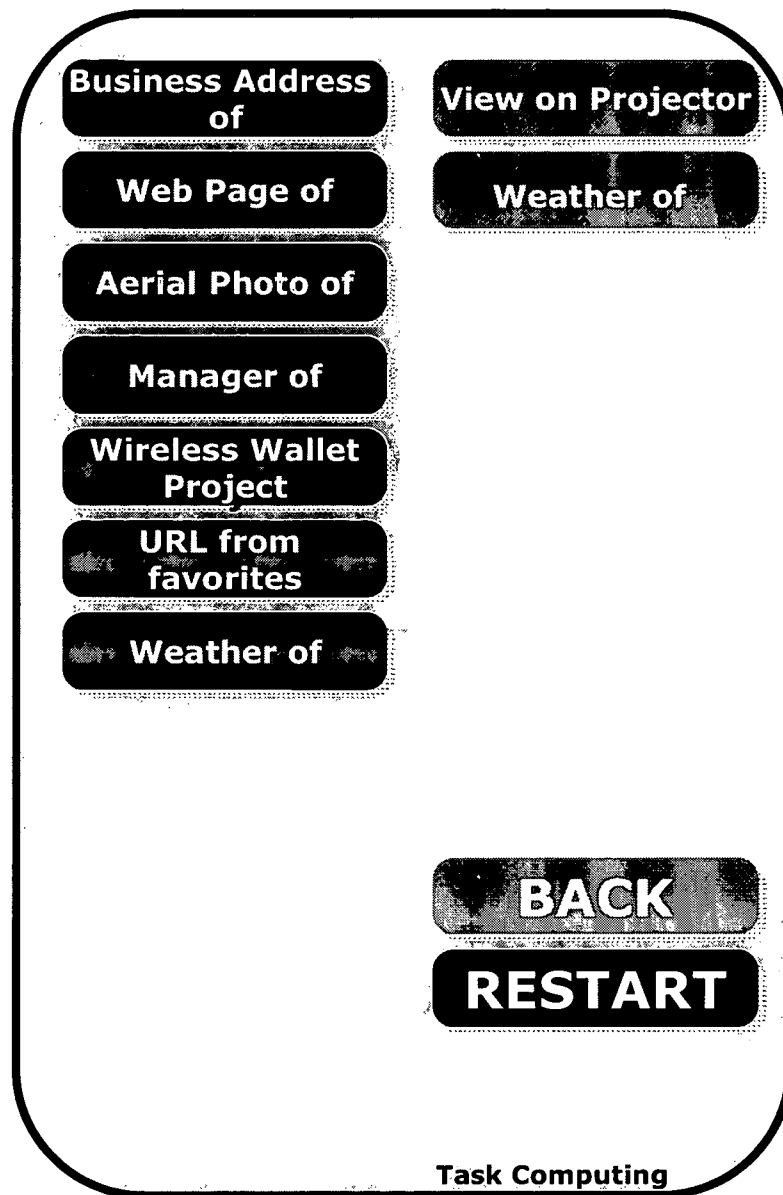 Business Address
of
Web Page of
Aerial Photo of
Manager of
Wireless Wallet
Project
URL from
favorites
Weather of
View on Projector
Weather of
BACK
RESTART
Task Computing